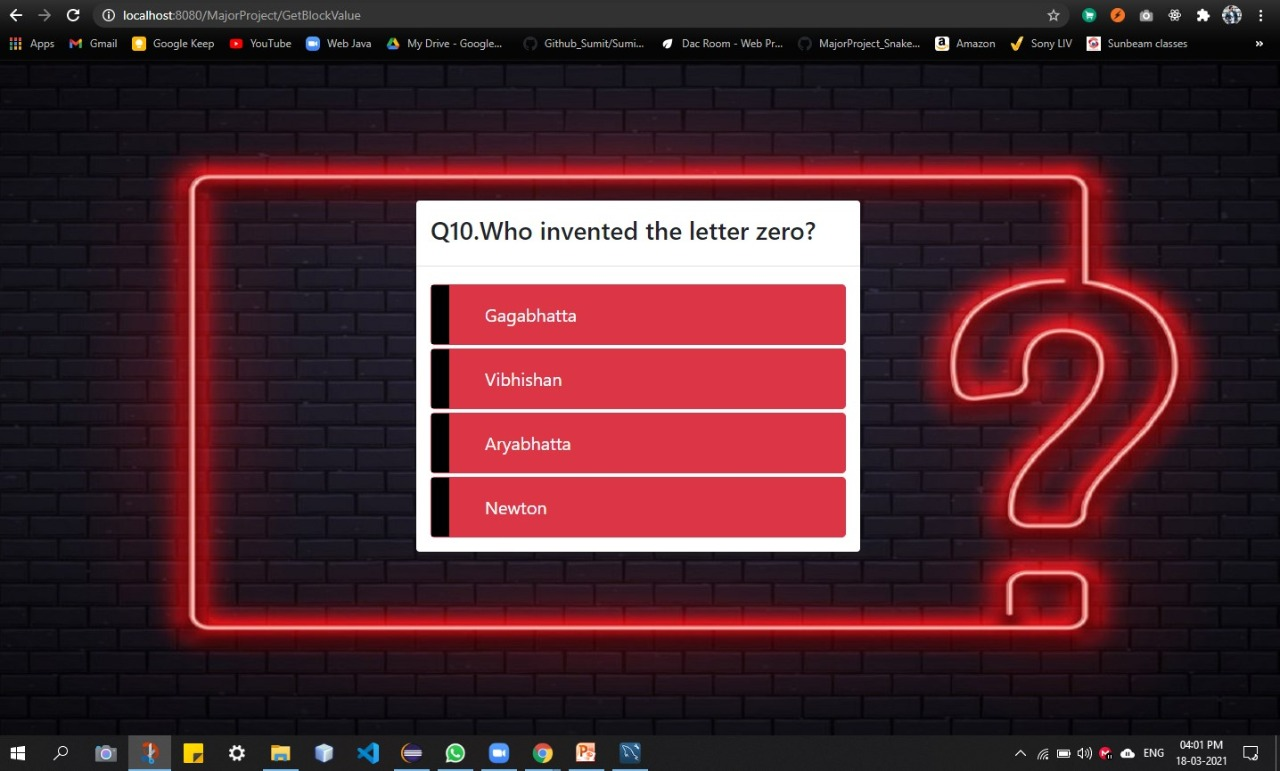 localhost:8080/MajorProject/GetBlockValue
Apps Gmail Google Keep YouTube Web Java My Drive - Google... Github_Sumit/Sumi... Dac Room - Web Pr... MajorProject_Snake... Amazon Sony LIV Sunbeam classes »
Q10.Who invented the letter zero?
Gagabhatta
Vibhishan
Aryabhatta
Newton
ENG
04:01 PM
18-03-2021